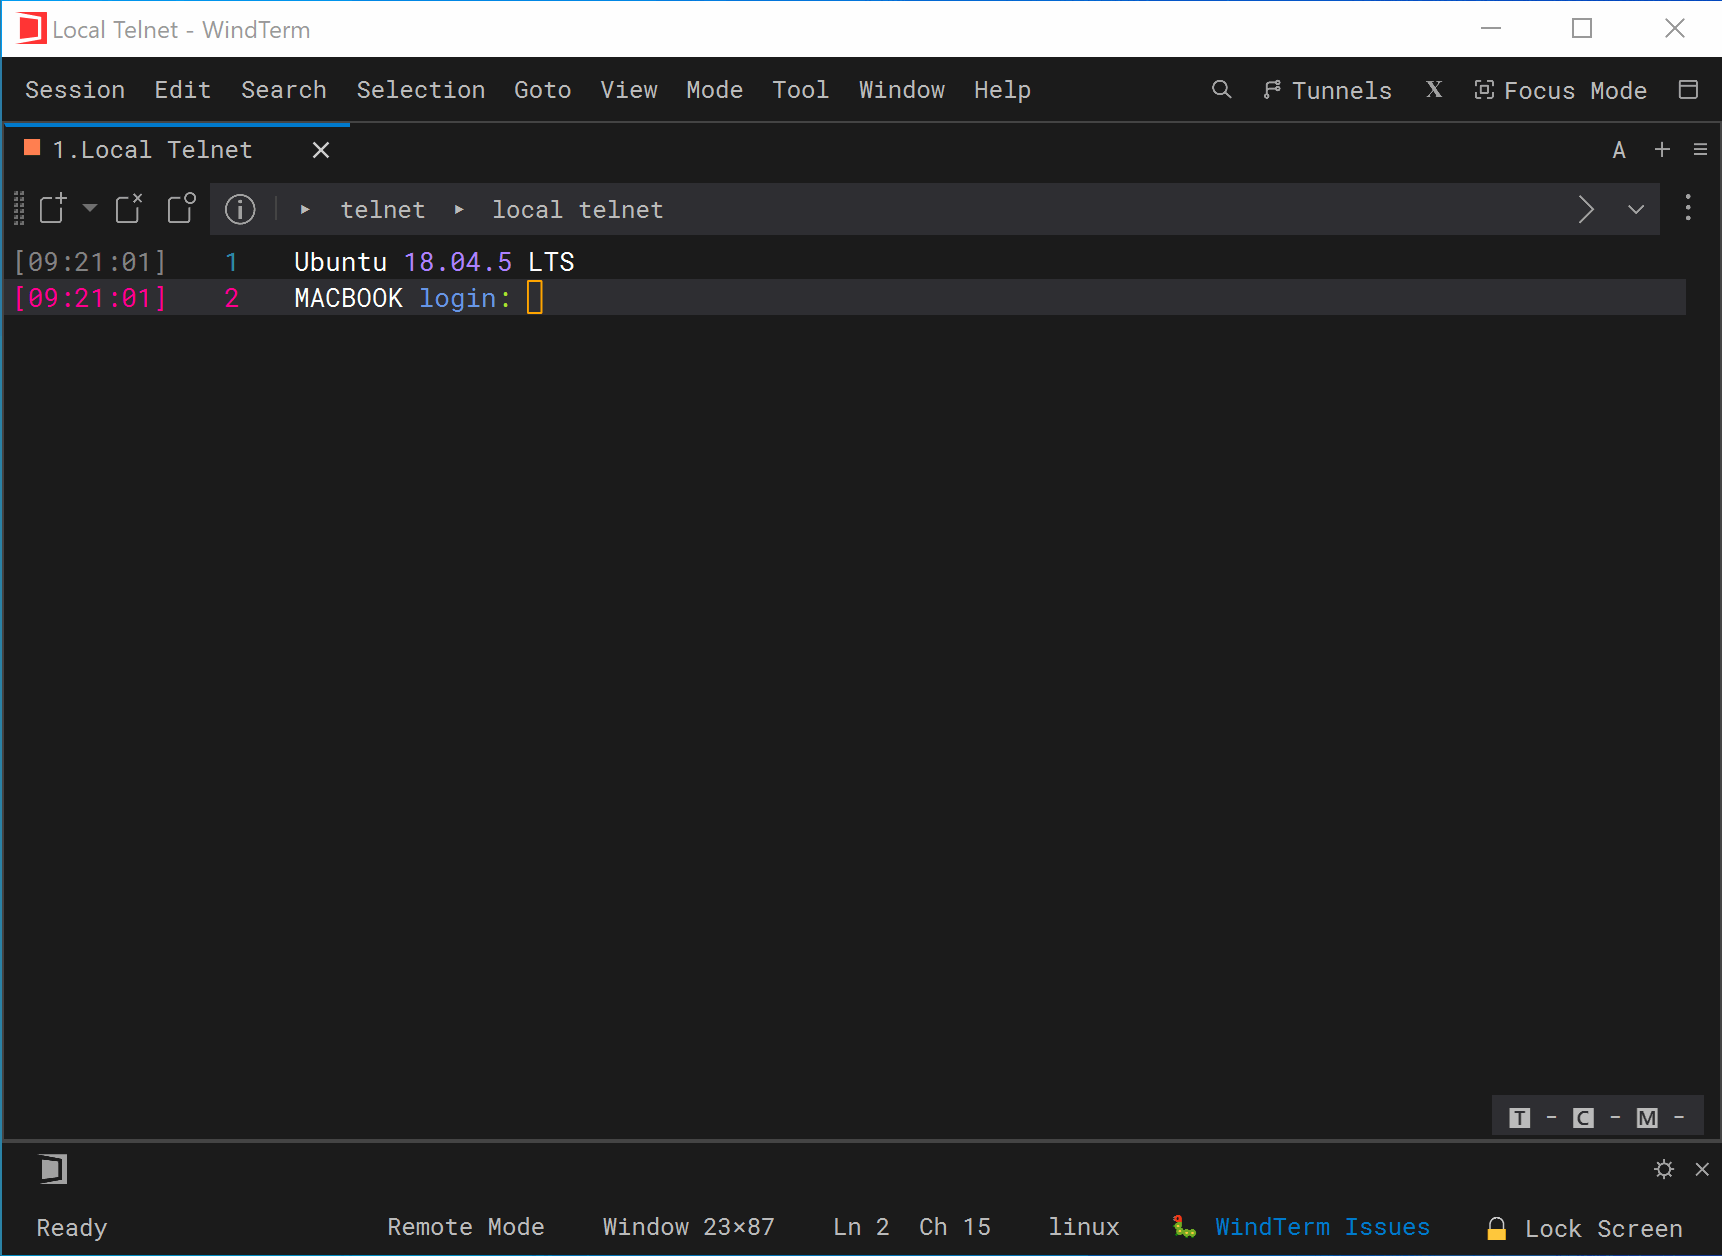 Local Telnet - WindTerm
Session Edit Search Selection Goto View Mode Tool Window Help Tunnels X Focus Mode
1.Local Telnet A
telnet local telnet
[09:21:01] 1 Ubuntu 18.04.5 LTS
[09:21:01] 2 MACBOOK login:
T - C - M -
Ready Remote Mode Window 23×87 Ln 2 Ch 15 linux WindTerm Issues Lock Screen